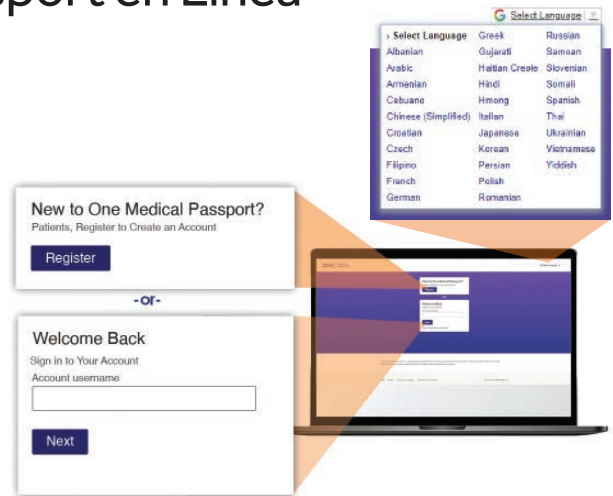 sport en Línea
Select Language
› Select Language Greek Russian
Albanian Gujarati Samoan
Arabic Haitian Creole Slovenian
Armenian Hindi Somali
Cebuano Hmong Spanish
Chinese (Simplified) Italian Thai
Croatian Japanese Ukrainian
Czech Korean Vietnamese
Filipino Persian Yiddish
French Polish
German Romanian
New to One Medical Passport?
Patients, Register to Create an Account
Register
-or-
Welcome Back
Sign in to Your Account
Account username
Next